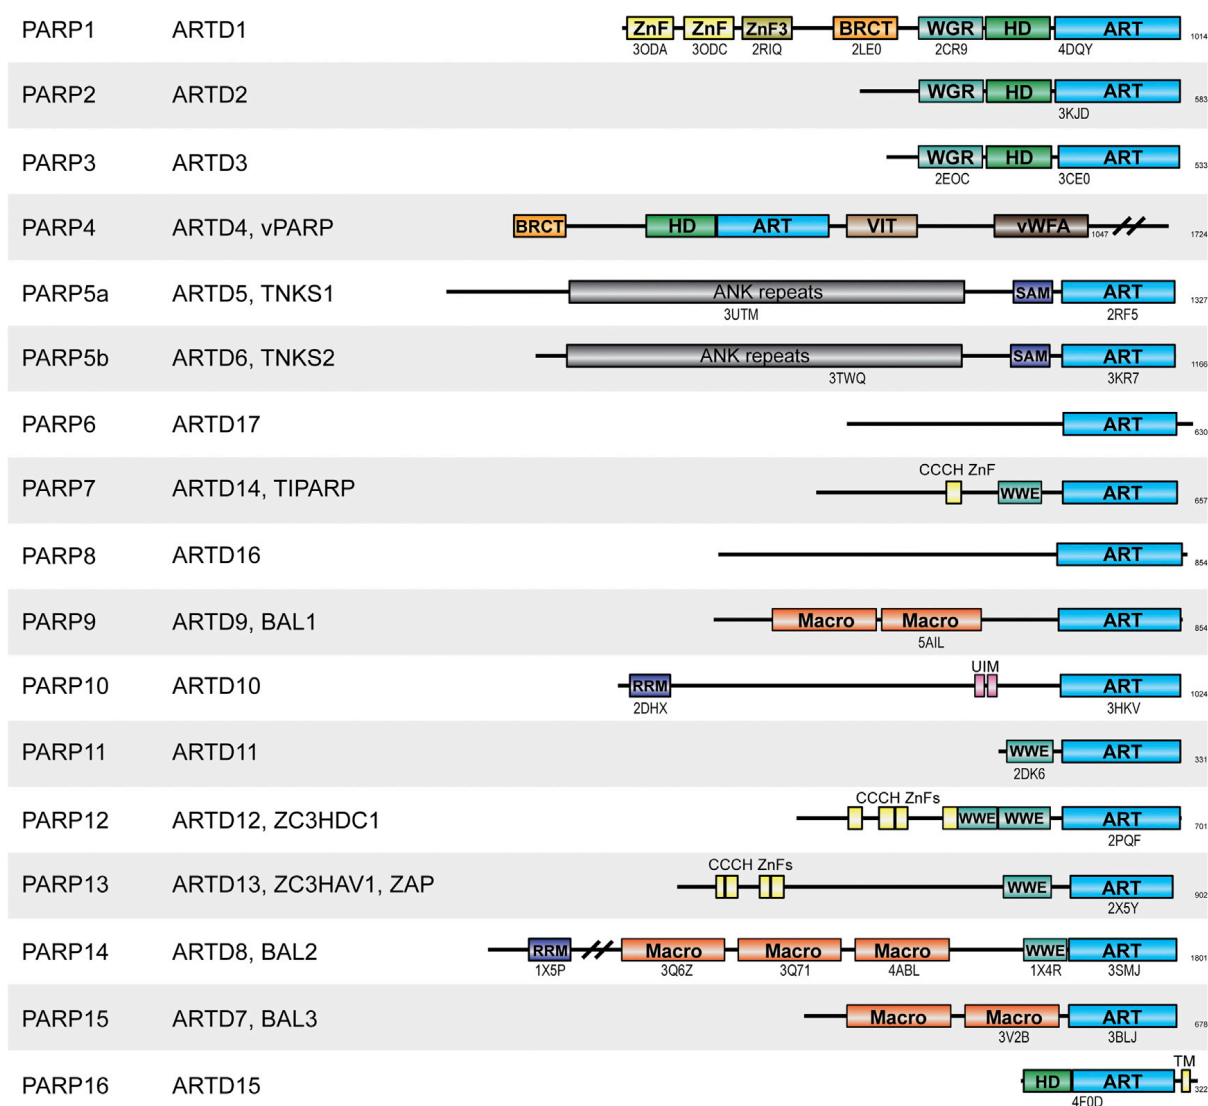 PARP1 ARTD1 ZnF ZnF ZnF3 BRCT WGR HD ART 1014
3ODA 3ODC 2RIQ 2LE0 2CR9 4DQY
PARP2 ARTD2 WGR HD ART 583
3KJD
PARP3 ARTD3 WGR HD ART 533
2EOC 3CE0
PARP4 ARTD4, vPARP BRCT HD ART VIT vWFA 1047 1724
PARP5a ARTD5, TNKS1 ANK repeats SAM ART 1327
3UTM 2RF5
PARP5b ARTD6, TNKS2 ANK repeats SAM ART 1166
3TWQ 3KR7
PARP6 ARTD17 ART 630
CCCH ZnF
PARP7 ARTD14, TIPARP WWE ART 657
PARP8 ARTD16 ART 854
PARP9 ARTD9, BAL1 Macro Macro ART 854
5AIL
UIM
PARP10 ARTD10 RRM ART 1024
2DHX 3HKV
PARP11 ARTD11 WWE ART 331
2DK6
CCCH ZnFs
PARP12 ARTD12, ZC3HDC1 WWE WWE ART 701
2PQF
CCCH ZnFs
PARP13 ARTD13, ZC3HAV1, ZAP WWE ART 902
2X5Y
PARP14 ARTD8, BAL2 RRM Macro Macro Macro WWE ART 1801
1X5P 3Q6Z 3Q71 4ABL 1X4R 3SMJ
PARP15 ARTD7, BAL3 Macro Macro ART 678
3V2B 3BLJ
TM
PARP16 ARTD15 HD ART 322
4F0D